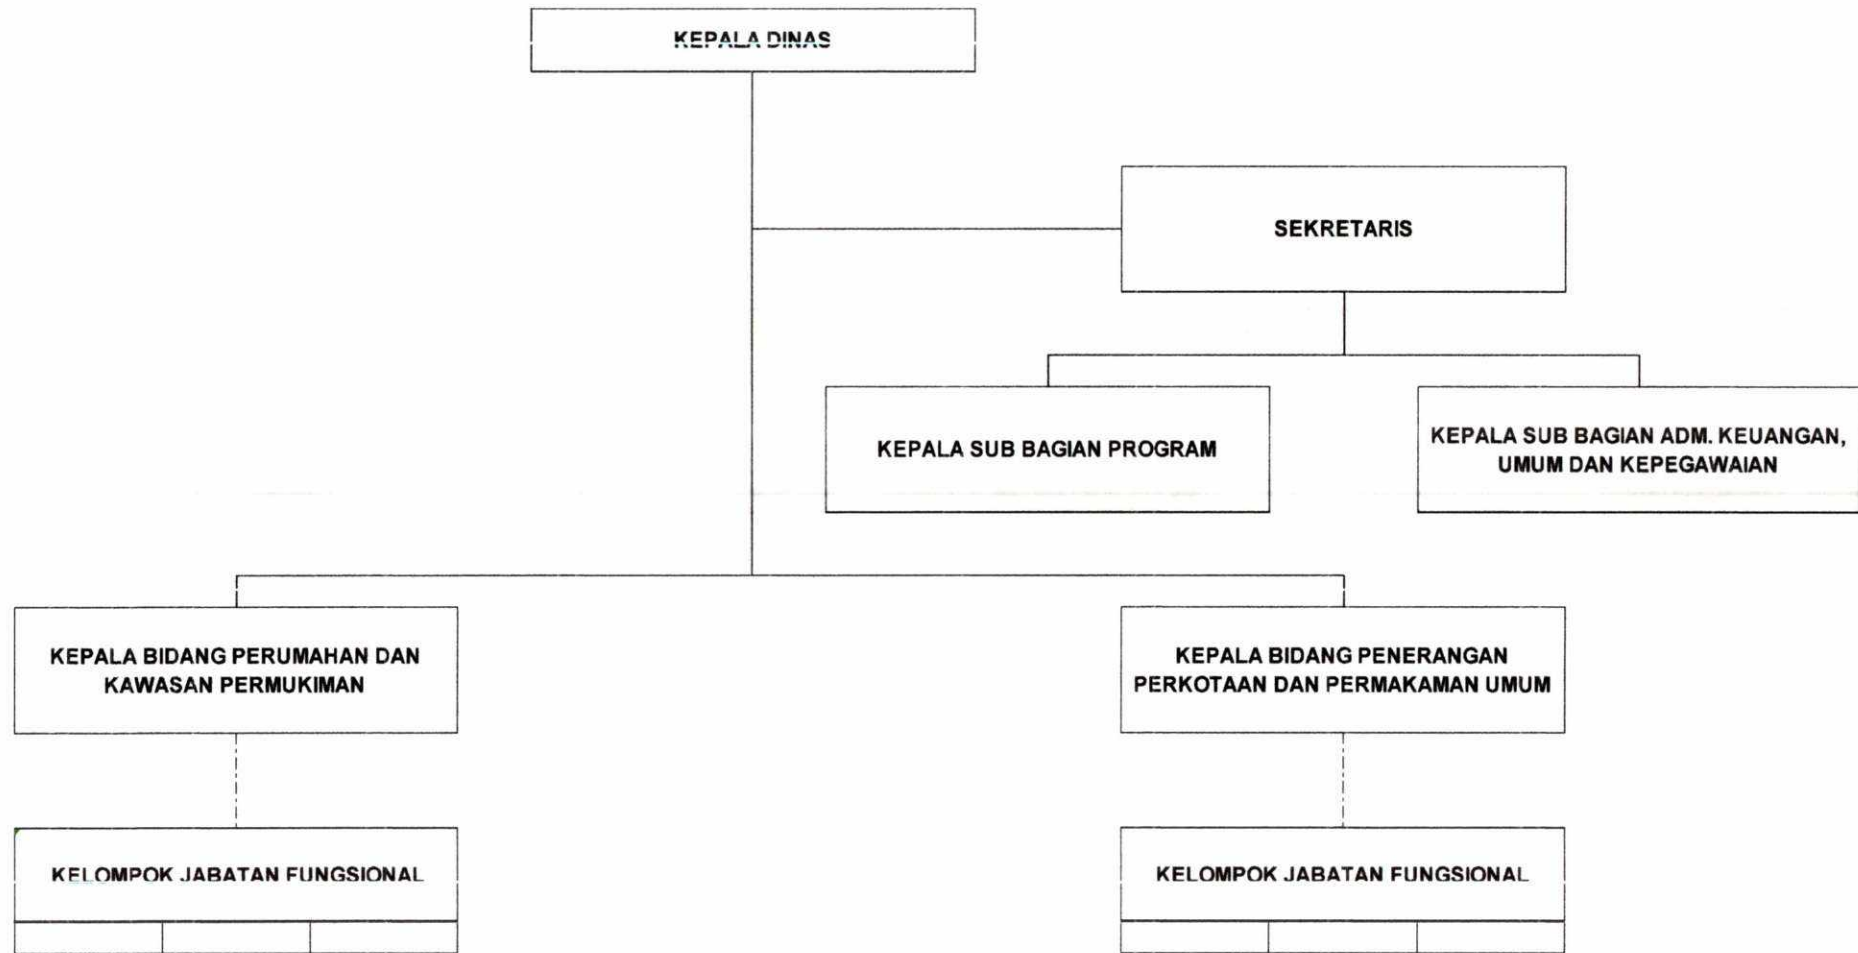 KEPALA DINAS
SEKRETARIS
KEPALA SUB BAGIAN PROGRAM
KEPALA SUB BAGIAN ADM. KEUANGAN,
UMUM DAN KEPEGAWAIAN
KEPALA BIDANG PERUMAHAN DAN
KAWASAN PERMUKIMAN
KEPALA BIDANG PENERANGAN
PERKOTAAN DAN PERMAKAMAN UMUM
KELOMPOK JABATAN FUNGSIONAL
KELOMPOK JABATAN FUNGSIONAL